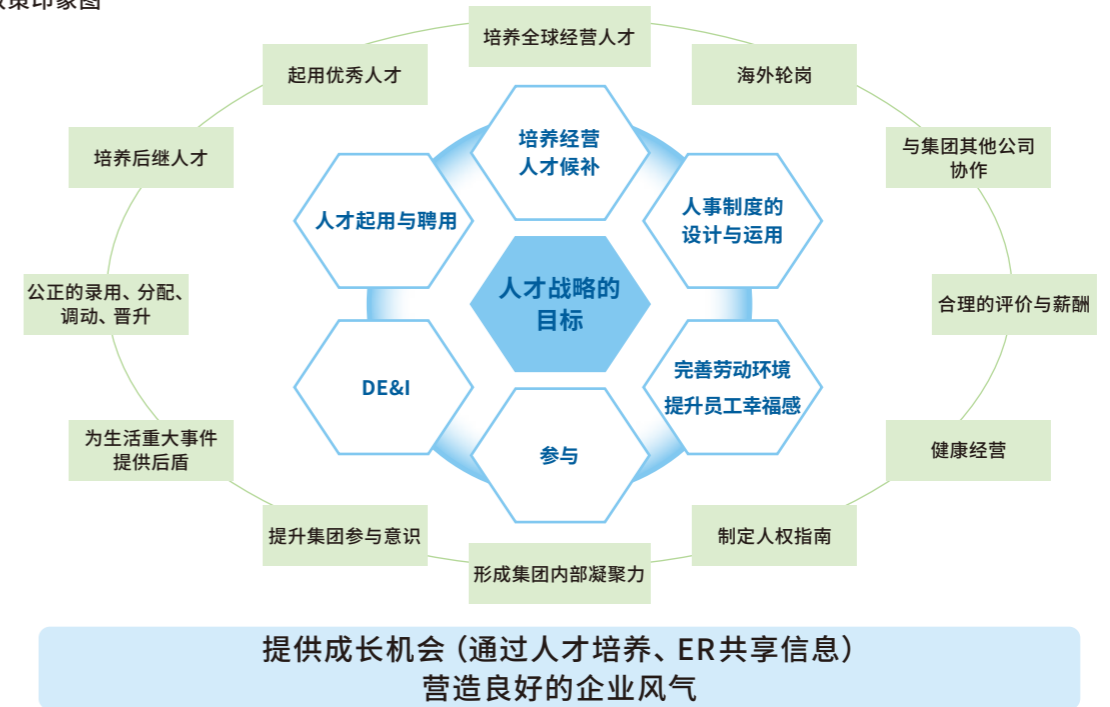 政策印象图
培养全球经营人才
起用优秀人才
海外轮岗
培养后继人才
与集团其他公司
协作
公正的录用、分配、
调动、晋升
合理的评价与薪酬
为生活重大事件
提供后盾
健康经营
提升集团参与意识
制定人权指南
形成集团内部凝聚力
培养经营
人才候补
人才起用与聘用
人事制度的
设计与运用
人才战略的
目标
DE&I
完善劳动环境
提升员工幸福感
参与
提供成长机会（通过人才培养、ER共享信息）
营造良好的企业风气